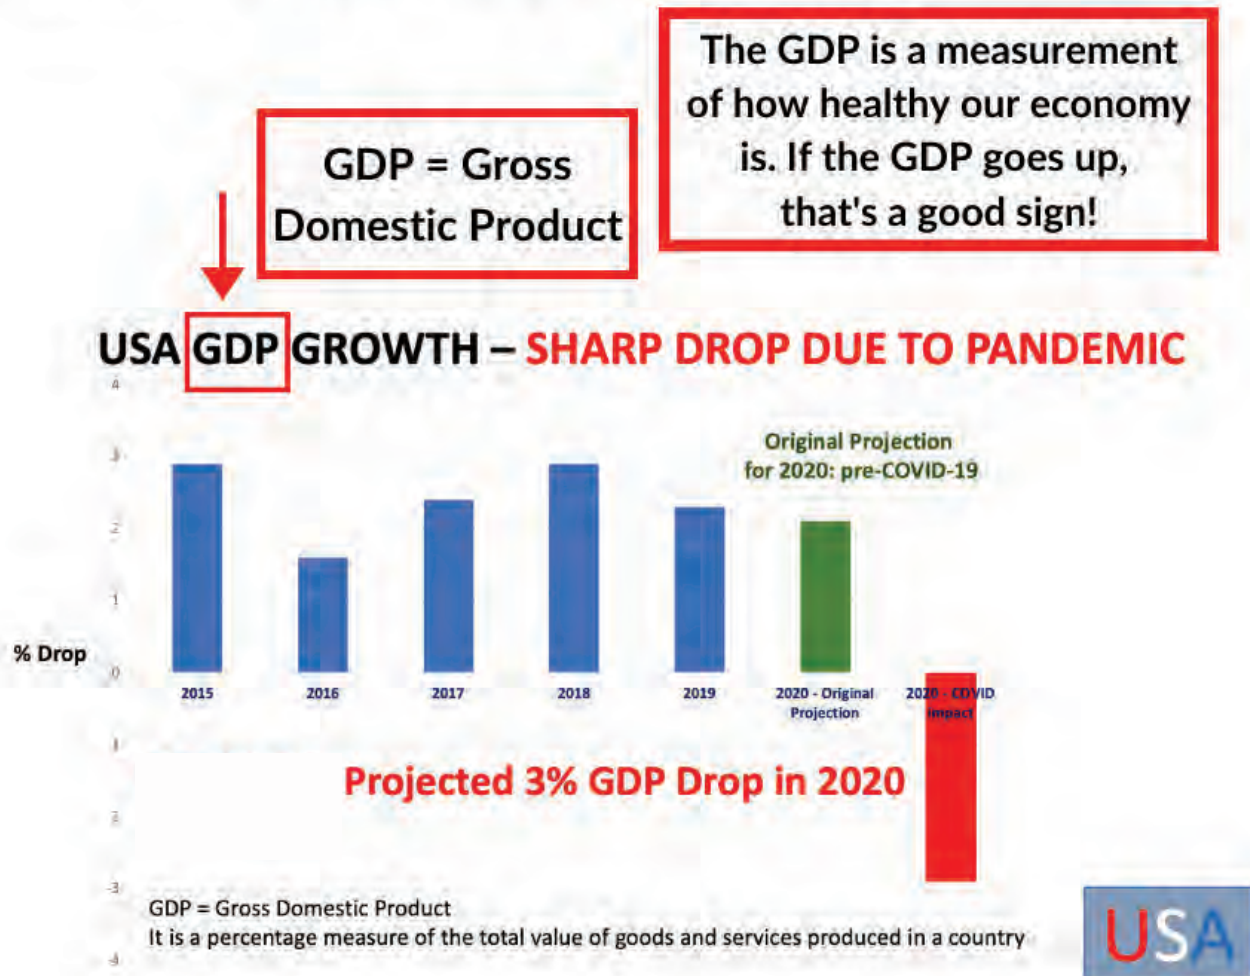 The GDP is a measurement
of how healthy our economy
is. If the GDP goes up,
that's a good sign!
GDP = Gross
Domestic Product
USA GDP GROWTH – SHARP DROP DUE TO PANDEMIC
4
3
2
1
0
% Drop
Original Projection
for 2020: pre-COVID-19
2015
2016
2017
2018
2019
2020 - Original
Projection
2020 - COVID
Impact
Projected 3% GDP Drop in 2020
-3
GDP = Gross Domestic Product
It is a percentage measure of the total value of goods and services produced in a country
USA